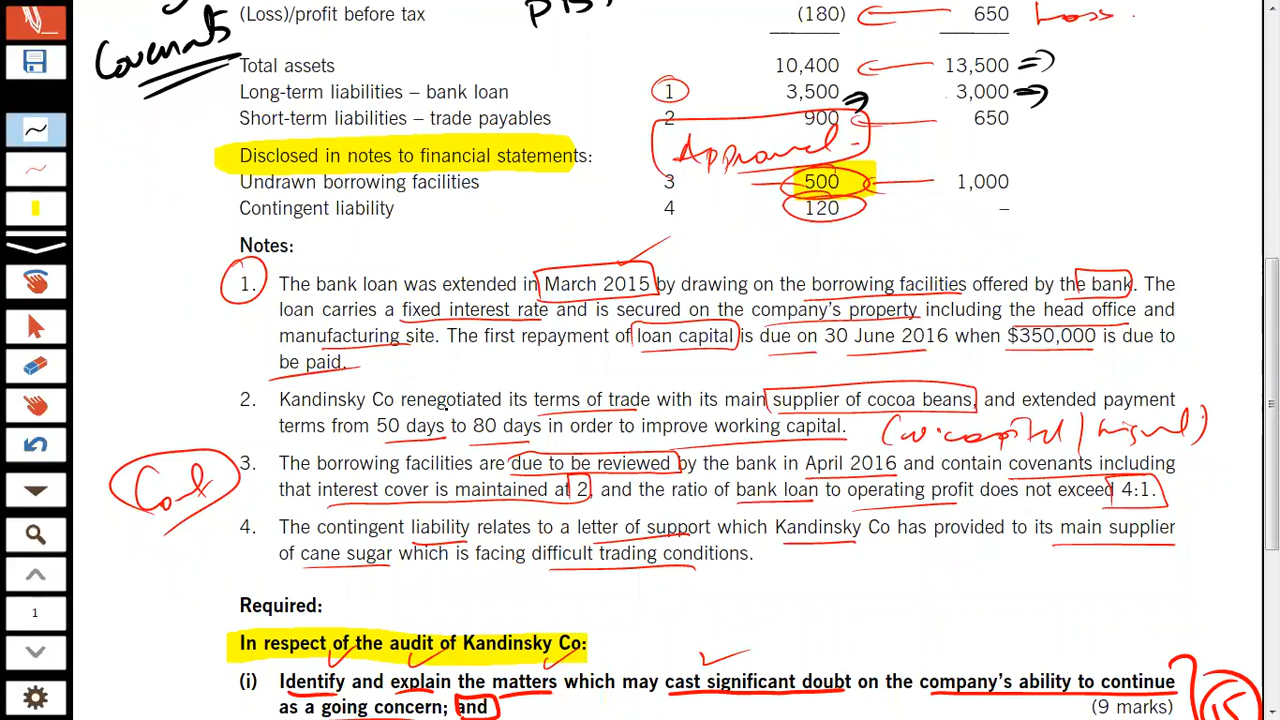 PBT
(Loss)/profit before tax (180) 650 Loss.
Covenants
Total assets 10,400 13,500
Long-term liabilities – bank loan 1 3,500 3,000
Short-term liabilities – trade payables 2 900 650
Approval
Disclosed in notes to financial statements:
Undrawn borrowing facilities 3 500 1,000
Contingent liability 4 120 –
Notes:
1. The bank loan was extended in March 2015 by drawing on the borrowing facilities offered by the bank. The
loan carries a fixed interest rate and is secured on the company's property including the head office and
manufacturing site. The first repayment of loan capital is due on 30 June 2016 when $350,000 is due to
be paid.
2. Kandinsky Co renegotiated its terms of trade with its main supplier of cocoa beans, and extended payment
terms from 50 days to 80 days in order to improve working capital.
3. The borrowing facilities are due to be reviewed by the bank in April 2016 and contain covenants including
that interest cover is maintained at 2, and the ratio of bank loan to operating profit does not exceed 4:1.
4. The contingent liability relates to a letter of support which Kandinsky Co has provided to its main supplier
of cane sugar which is facing difficult trading conditions.
Required:
In respect of the audit of Kandinsky Co:
(i) Identify and explain the matters which may cast significant doubt on the company's ability to continue
as a going concern; and (9 marks)
15
1